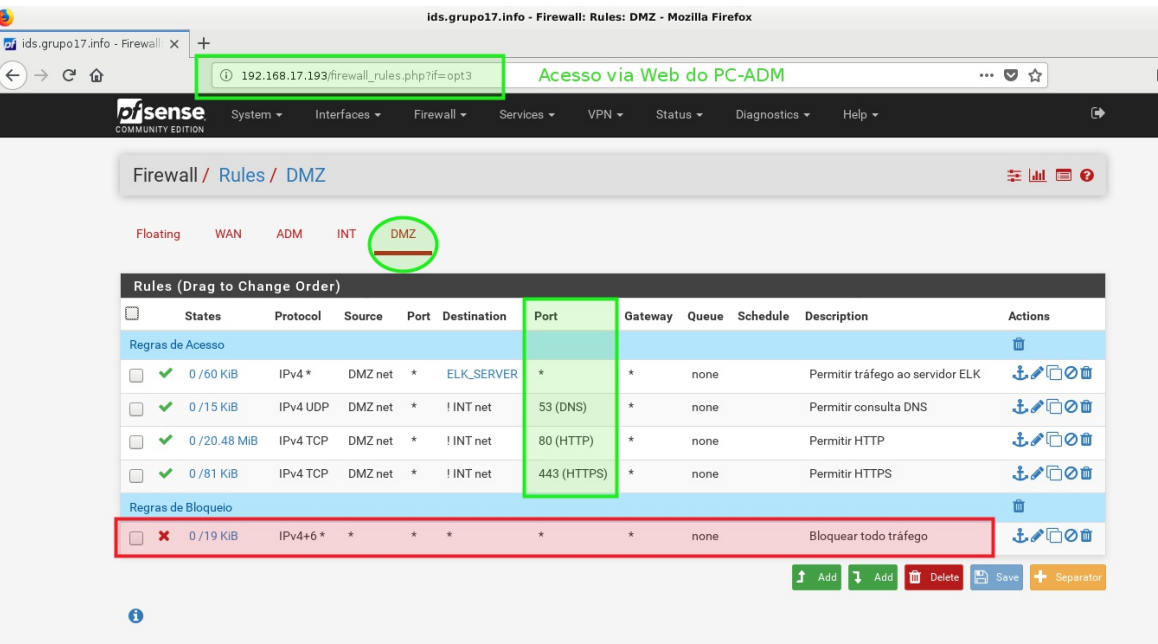 ids.grupo17.info - Firewall: Rules: DMZ - Mozilla Firefox
ids.grupo17.info - Firewall
192.168.17.193/firewall_rules.php?if=opt3 Acesso via Web do PC-ADM
pfsense System Interfaces Firewall Services VPN Status Diagnostics Help
COMMUNITY EDITION
Firewall / Rules / DMZ
Floating WAN ADM INT DMZ
Rules (Drag to Change Order)
States Protocol Source Port Destination Port Gateway Queue Schedule Description Actions
Regras de Acesso
0 /60 KiB IPv4 * DMZ net * ELK_SERVER * * none Permitir tráfego ao servidor ELK
0 /15 KiB IPv4 UDP DMZ net * ! INT net 53 (DNS) * none Permitir consulta DNS
0 /20.48 MiB IPv4 TCP DMZ net * ! INT net 80 (HTTP) * none Permitir HTTP
0 /81 KiB IPv4 TCP DMZ net * ! INT net 443 (HTTPS) * none Permitir HTTPS
Regras de Bloqueio
0 /19 KiB IPv4+6 * * * * * * none Bloquear todo tráfego
Add Add Delete Save Separator